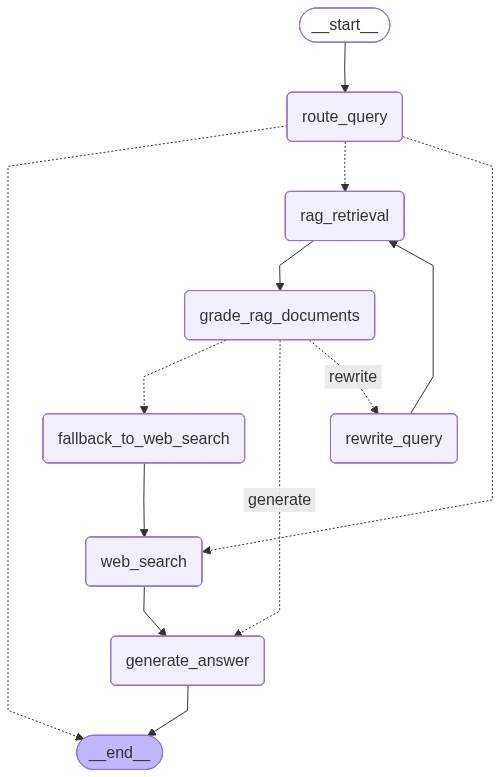 __start__
route_query
rag_retrieval
grade_rag_documents
rewrite
fallback_to_web_search
rewrite_query
generate
web_search
generate_answer
__end__